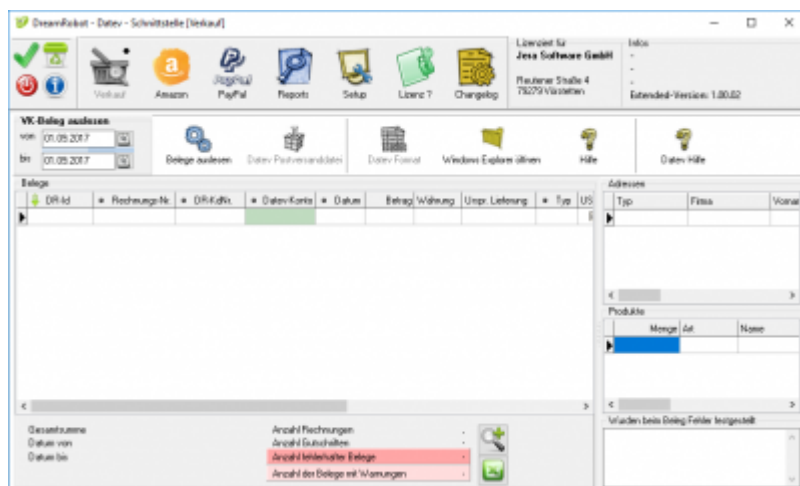 DreamRobot - Datev - Schnittstelle [Verkauf]
Verkauf
Amazon
PayPal
PayPal
Reports
Setup
Lizenz ?
Changelog
Lizenziert für
Jera Software GmbH
Reutener Straße 4
79279 Vörstetten
Infos
-
-
-
Extended-Version: 1.00.02
VK-Beleg auslesen
von 01.09.2017
bis 01.09.2017
Belege auslesen
Datev Postversanddatei
Datev Format
Windows Explorer öffnen
Hilfe
Datev Hilfe
Belege
DR-Id
Rechnungs-Nr.
DR-KdNr.
Datev-Konto
Datum
Betrag
Währung
Urspr. Lieferung
Typ
US
Adressen
Typ
Firma
Vornam
Produkte
Menge
Art
Name
Gesamtsumme
Datum von
Datum bis
Anzahl Rechnungen -
Anzahl Gutschriften -
Anzahl fehlerhafter Belege -
Anzahl der Belege mit Warnungen -
Wurden beim Beleg Fehler festgestellt